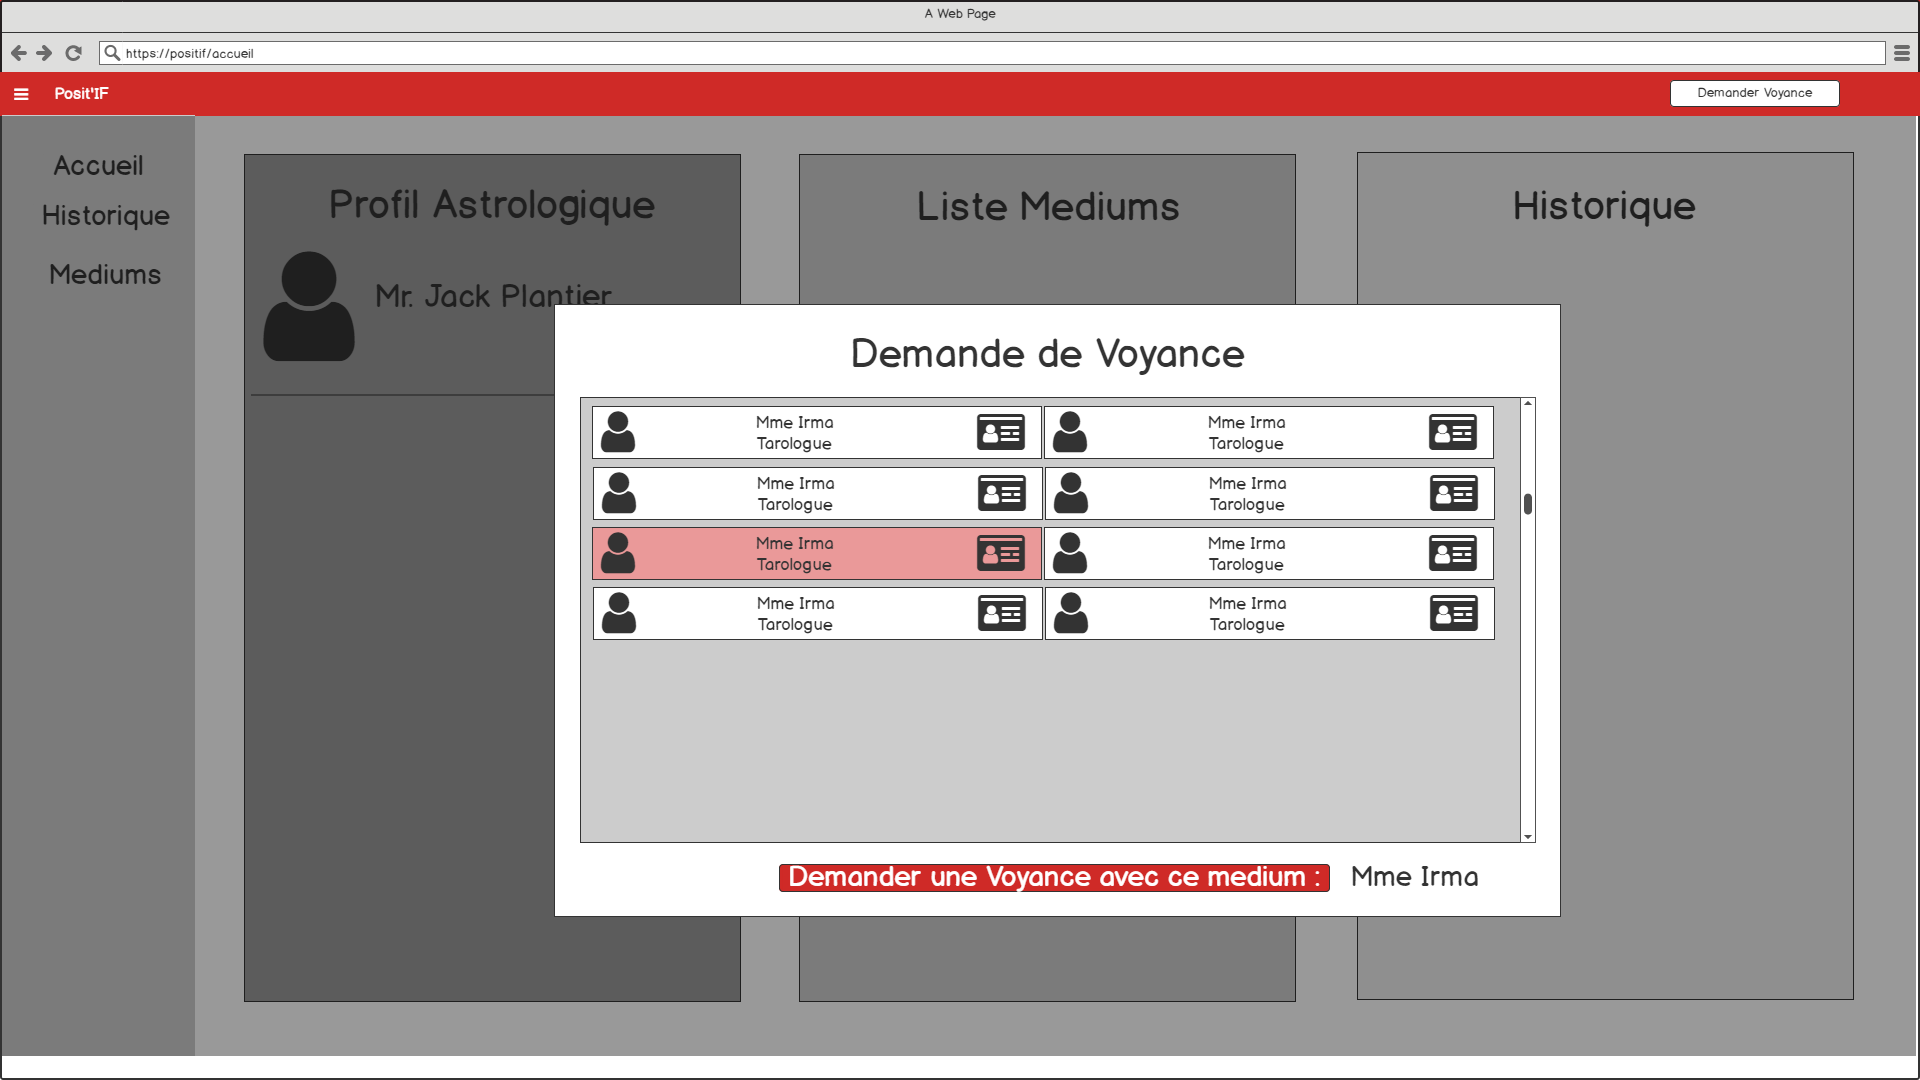 A Web Page
https://positif/accueil
Posit'IF
Demander Voyance
Accueil
Historique
Mediums
Profil Astrologique
Mr. Jack Plantier
Liste Mediums
Historique
Demande de Voyance
Mme Irma
Tarologue
Mme Irma
Tarologue
Mme Irma
Tarologue
Mme Irma
Tarologue
Mme Irma
Tarologue
Mme Irma
Tarologue
Mme Irma
Tarologue
Mme Irma
Tarologue
Demander une Voyance avec ce medium :
Mme Irma